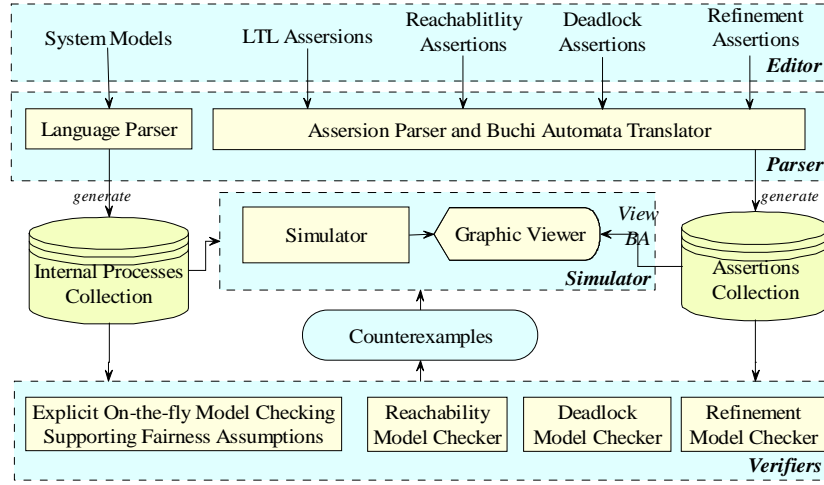 System Models
LTL Assersions
Reachablitlity
Assertions
Deadlock
Assertions
Refinement
Assertions
Editor
Language Parser
Assersion Parser and Buchi Automata Translator
Parser
generate
generate
Internal Processes
Collection
Simulator
Graphic Viewer
View
BA
Simulator
Assertions
Collection
Counterexamples
Explicit On-the-fly Model Checking
Supporting Fairness Assumptions
Reachability
Model Checker
Deadlock
Model Checker
Refinement
Model Checker
Verifiers